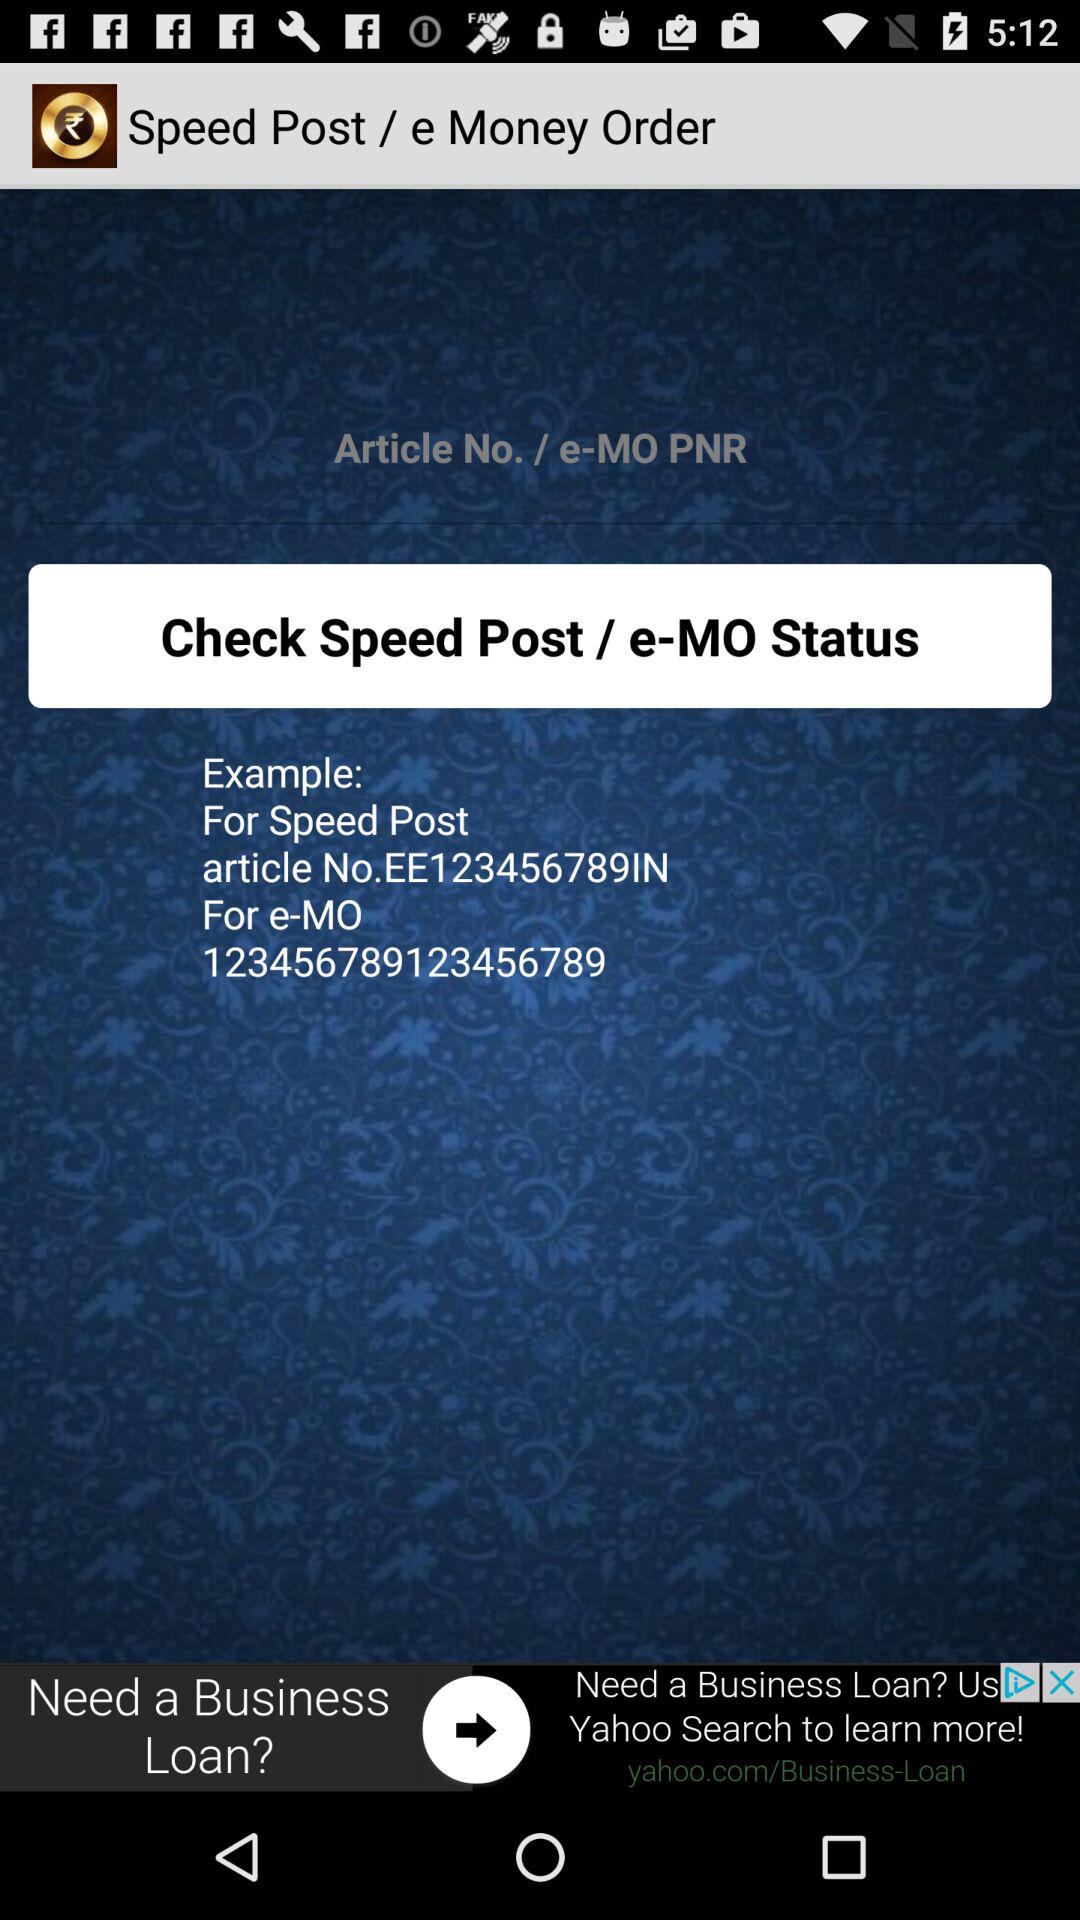 FAKE
5:12
Speed Post / e Money Order
Article No. / e-MO PNR
Check Speed Post / e-MO Status
Example:
For Speed Post
article No.EE123456789IN
For e-MO
123456789123456789
Need a Business
Loan?
Need a Business Loan? Us
Yahoo Search to learn more!
yahoo.com/Business-Loan